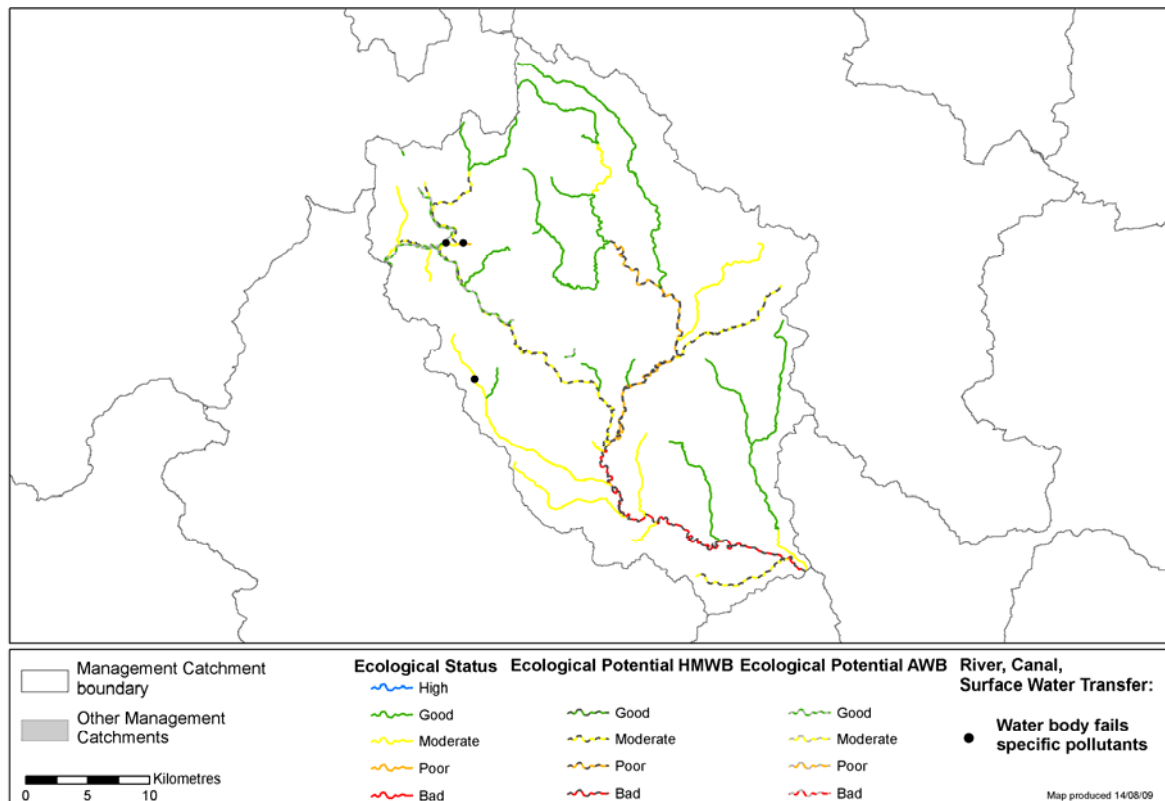 Management Catchment
boundary
Other Management
Catchments
Kilometres
0 5 10
Ecological Status
High
Good
Moderate
Poor
Bad
Ecological Potential HMWB
Good
Moderate
Poor
Bad
Ecological Potential AWB
Good
Moderate
Poor
Bad
River, Canal,
Surface Water Transfer:
Water body fails
specific pollutants
Map produced 14/08/09